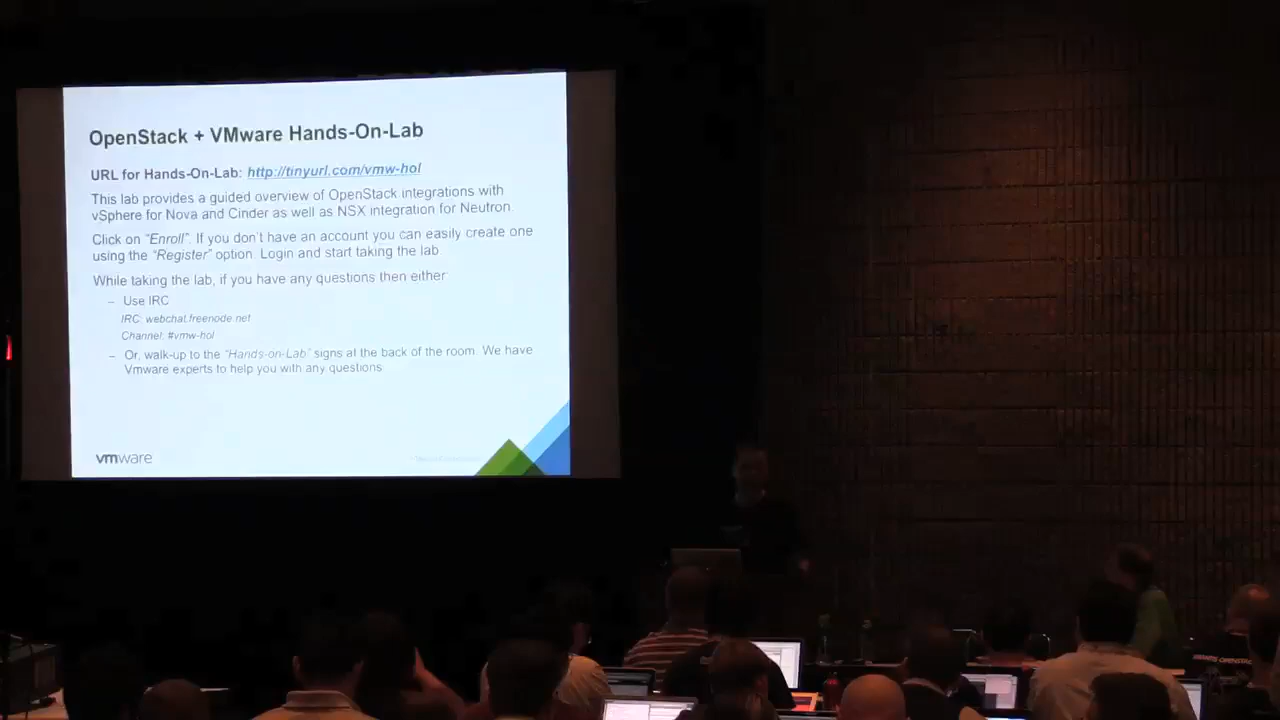 OpenStack + VMware Hands-On-Lab
URL for Hands-On-Lab: http://tinyurl.com/vmw-hol
This lab provides a guided overview of OpenStack integrations with
vSphere for Nova and Cinder as well as NSX integration for Neutron.
Click on “Enroll”. If you don’t have an account you can easily create one
using the “Register” option. Login and start taking the lab.
While taking the lab, if you have any questions then either:
– Use IRC
IRC: webchat.freenode.net
Channel: #vmw-hol
– Or, walk-up to the “Hands-on-Lab” signs at the back of the room. We have
Vmware experts to help you with any questions
vmware
OPENSTACK